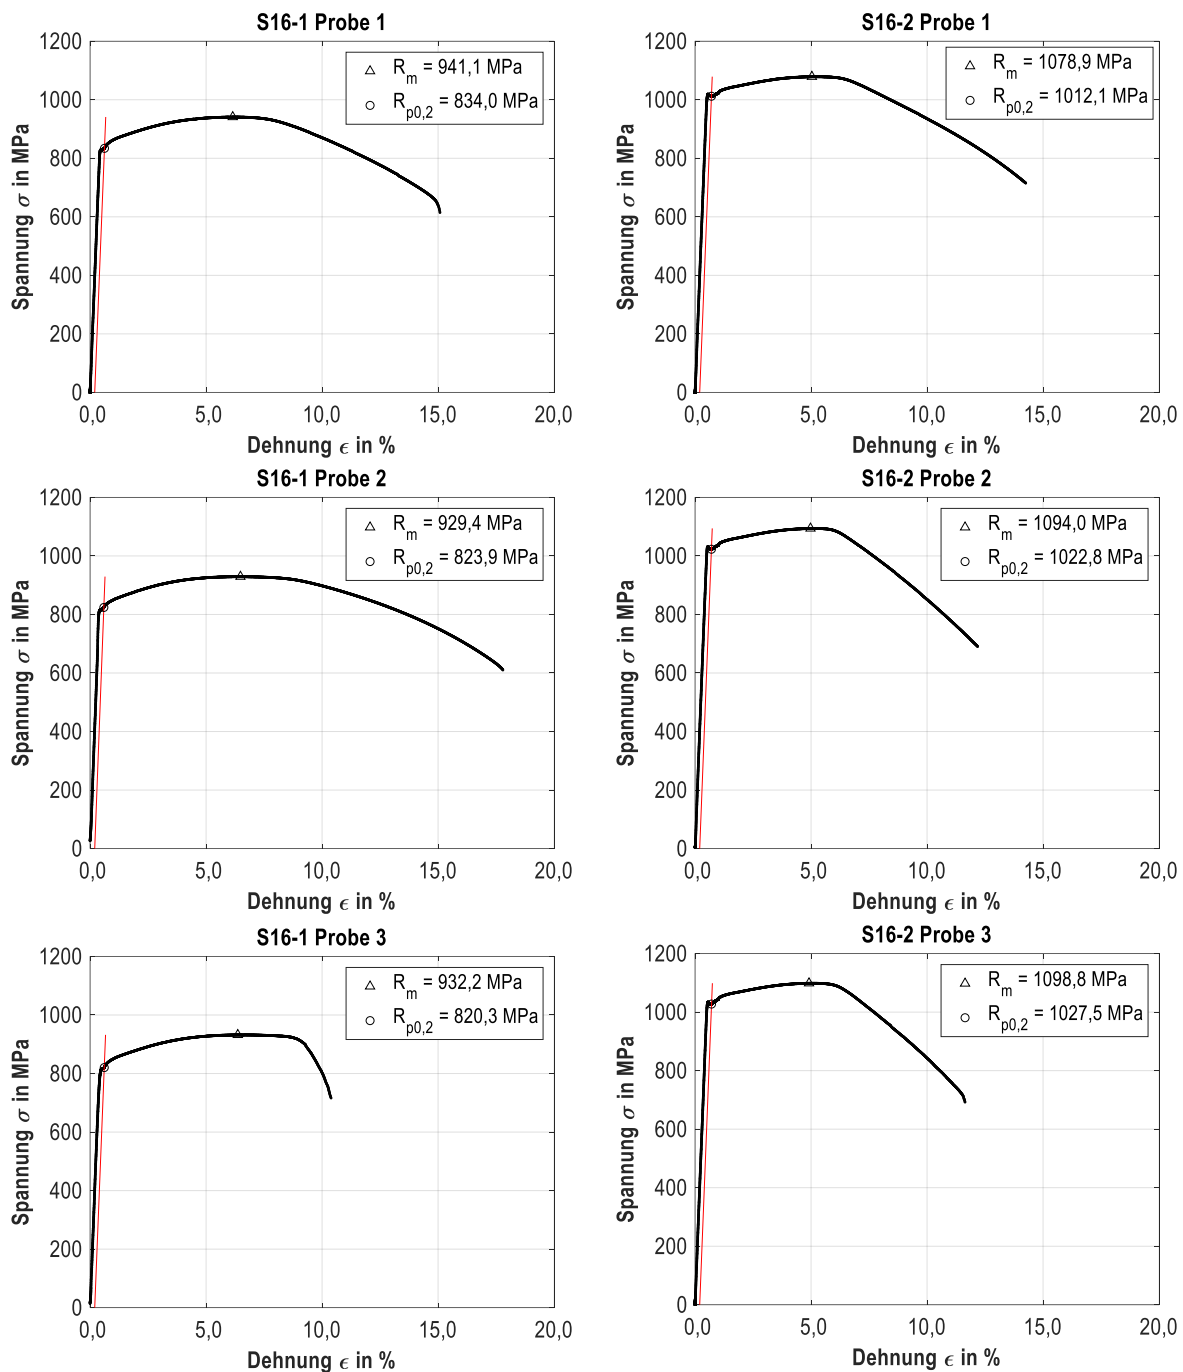 S16-1 Probe 1
1200
1000
800
600
400
200
0
Spannung σ in MPa
R_m = 941,1 MPa
R_p0,2 = 834,0 MPa
0,0 5,0 10,0 15,0 20,0
Dehnung ϵ in %
S16-2 Probe 1
1200
1000
800
600
400
200
0
Spannung σ in MPa
R_m = 1078,9 MPa
R_p0,2 = 1012,1 MPa
0,0 5,0 10,0 15,0 20,0
Dehnung ϵ in %
S16-1 Probe 2
1200
1000
800
600
400
200
0
Spannung σ in MPa
R_m = 929,4 MPa
R_p0,2 = 823,9 MPa
0,0 5,0 10,0 15,0 20,0
Dehnung ϵ in %
S16-2 Probe 2
1200
1000
800
600
400
200
0
Spannung σ in MPa
R_m = 1094,0 MPa
R_p0,2 = 1022,8 MPa
0,0 5,0 10,0 15,0 20,0
Dehnung ϵ in %
S16-1 Probe 3
1200
1000
800
600
400
200
0
Spannung σ in MPa
R_m = 932,2 MPa
R_p0,2 = 820,3 MPa
0,0 5,0 10,0 15,0 20,0
Dehnung ϵ in %
S16-2 Probe 3
1200
1000
800
600
400
200
0
Spannung σ in MPa
R_m = 1098,8 MPa
R_p0,2 = 1027,5 MPa
0,0 5,0 10,0 15,0 20,0
Dehnung ϵ in %